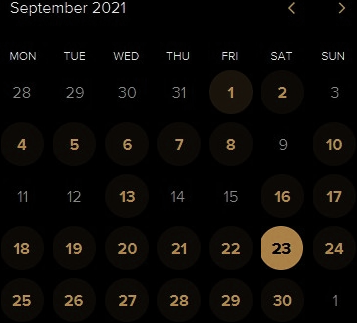 September 2021
MON TUE WED THU FRI SAT SUN
28 29 30 31 1 2 3
4 5 6 7 8 9 10
11 12 13 14 15 16 17
18 19 20 21 22 23 24
25 26 27 28 29 30 1